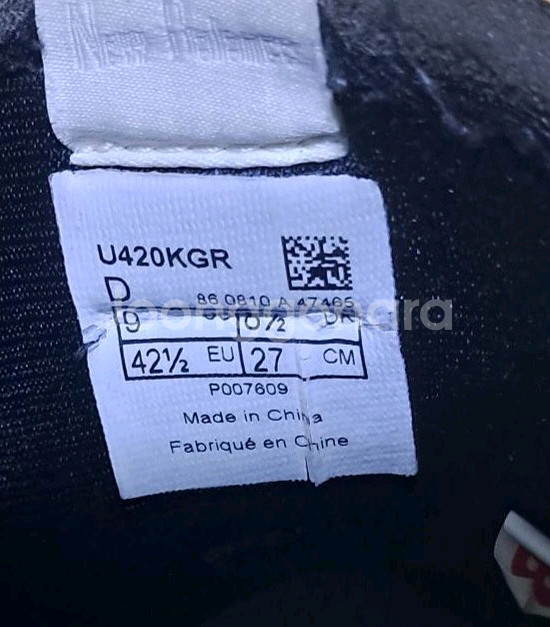 New Balance
U420KGR
D
86 0810 A 47465
9 8½
42½ EU 27 CM
P007609
Made in China
Fabriqué en Chine
joonggonara